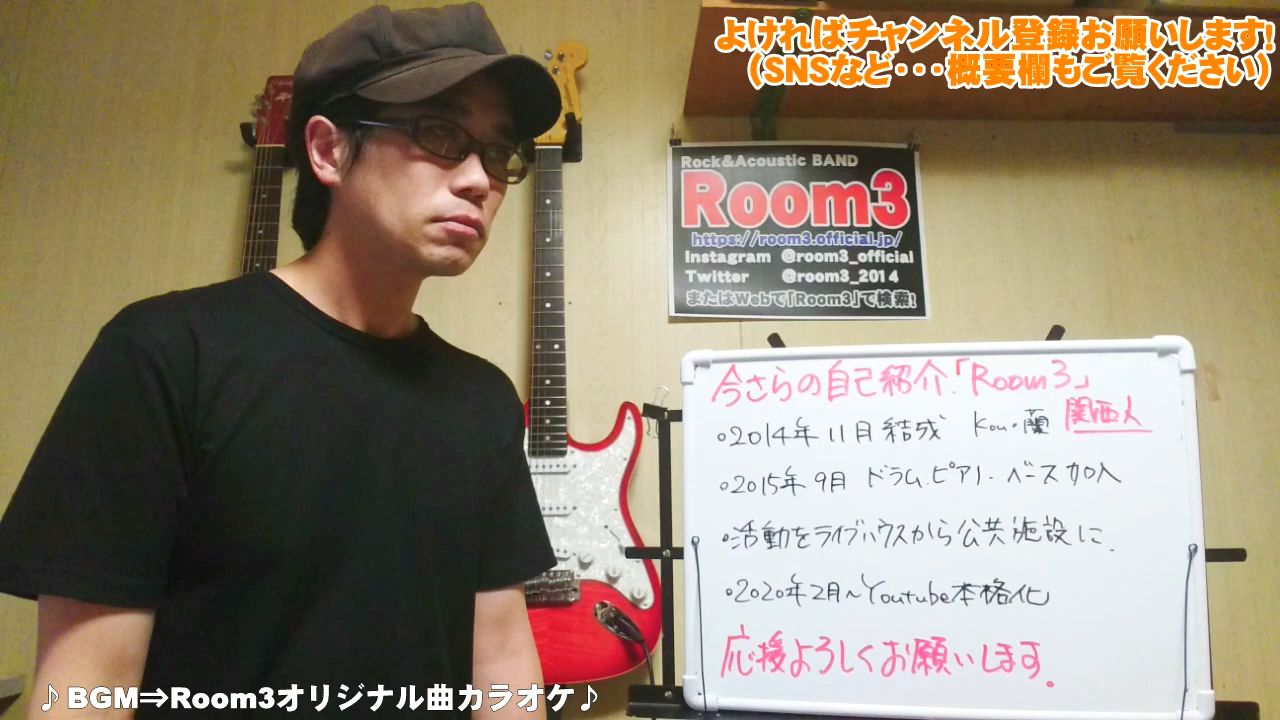 よければチャンネル登録お願いします!
(SNSなど・・・概要欄もご覧ください)
Rock&Acoustic BAND
Room3
https://room3.official.jp/
Instagram @room3_official
Twitter @room3_2014
またはWebで「Room3」で検索!
今さらの自己紹介.「Room3」
•2014年11月結成 Kou・蘭 関西人
•2015年9月 ドラム.ピアノ・ベース加入
•活動をライブハウスから公共施設に.
•2020年2月〜Youtube本格化
応援よろしくお願いします.
♪BGM⇒Room3オリジナル曲カラオケ♪